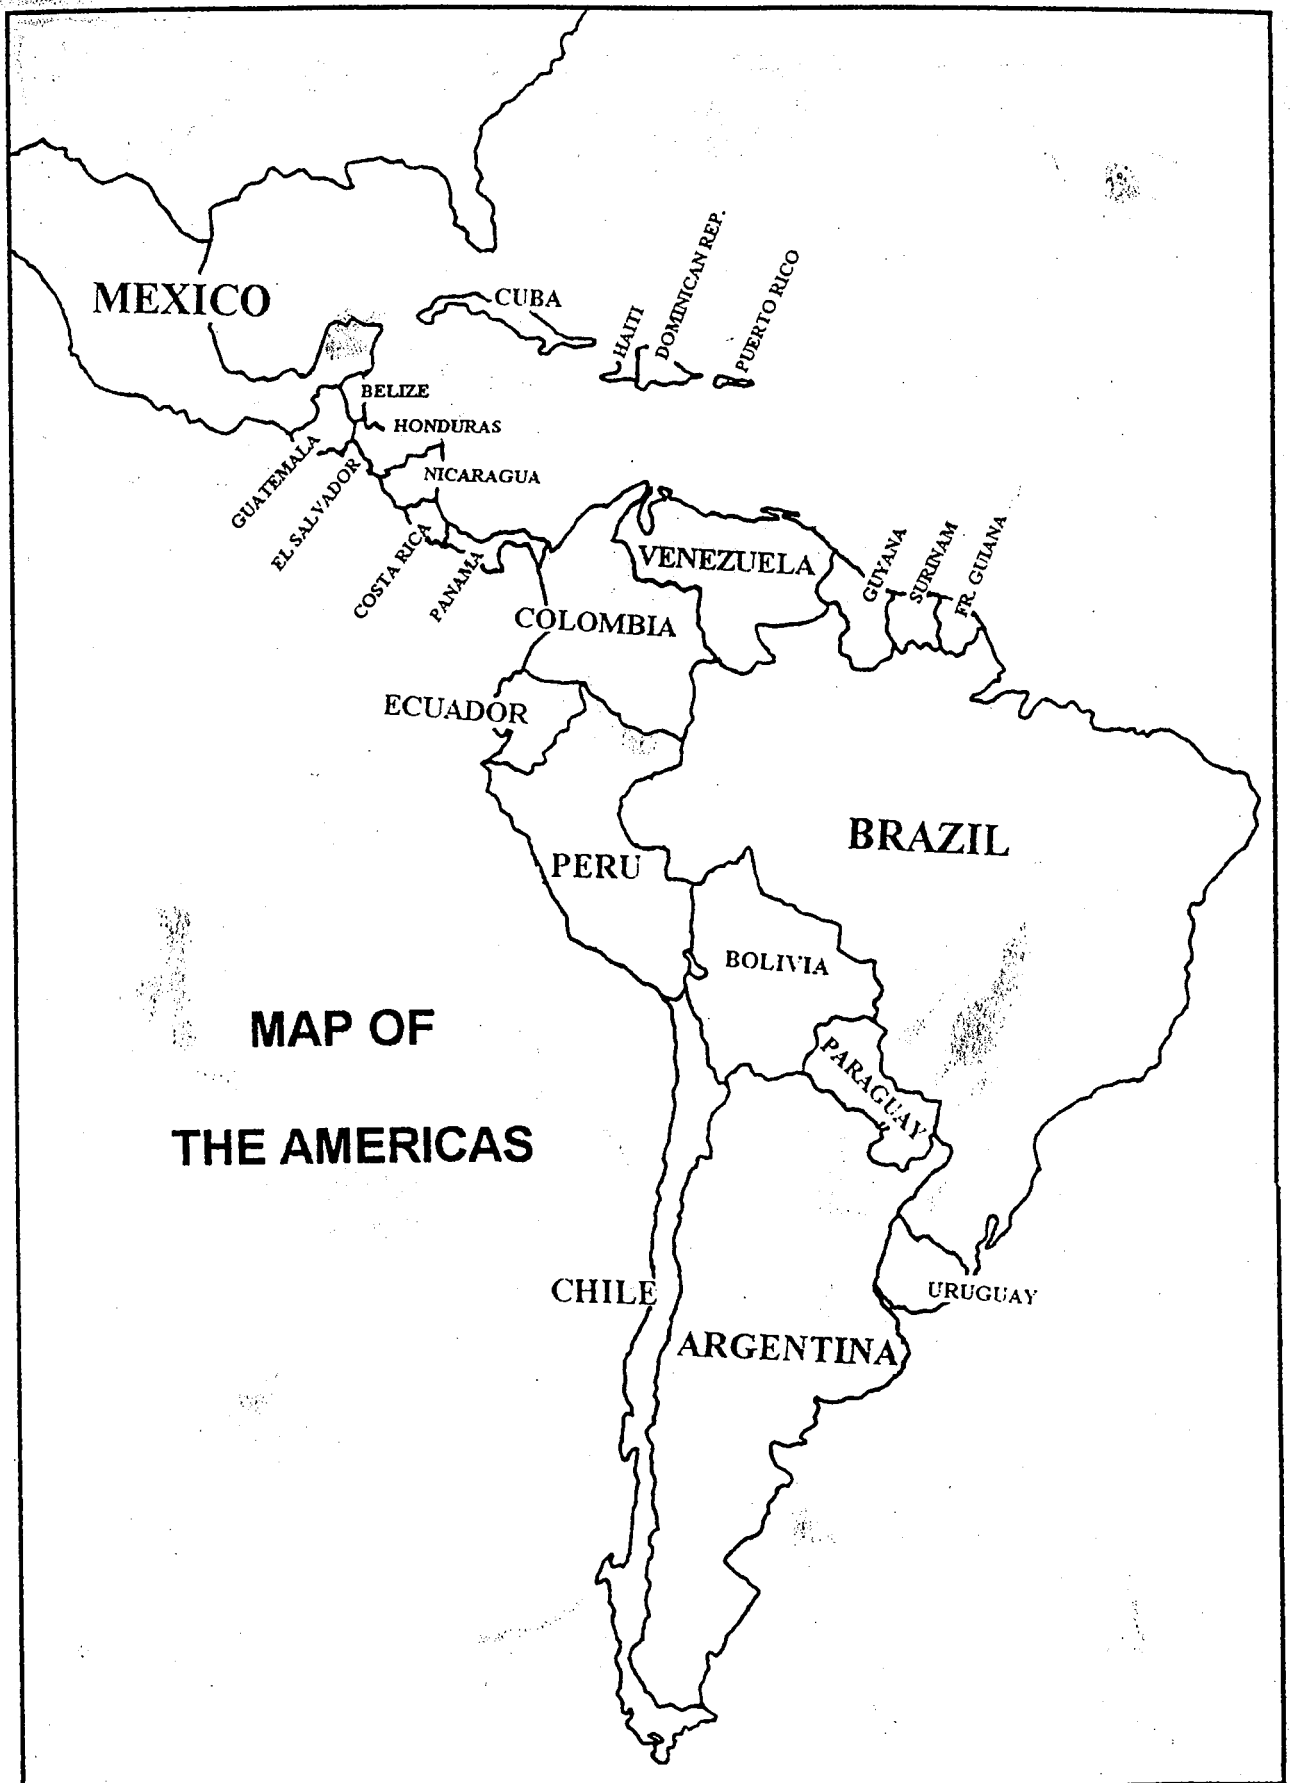 MEXICO
CUBA
HAITI
DOMINICAN REP.
PUERTO RICO
BELIZE
HONDURAS
GUATEMALA
EL SALVADOR
NICARAGUA
COSTA RICA
PANAMA
VENEZUELA
GUYANA
SURINAM
FR. GUIANA
COLOMBIA
ECUADOR
BRAZIL
PERU
BOLIVIA
MAP OF
THE AMERICAS
PARAGUAY
CHILE
URUGUAY
ARGENTINA